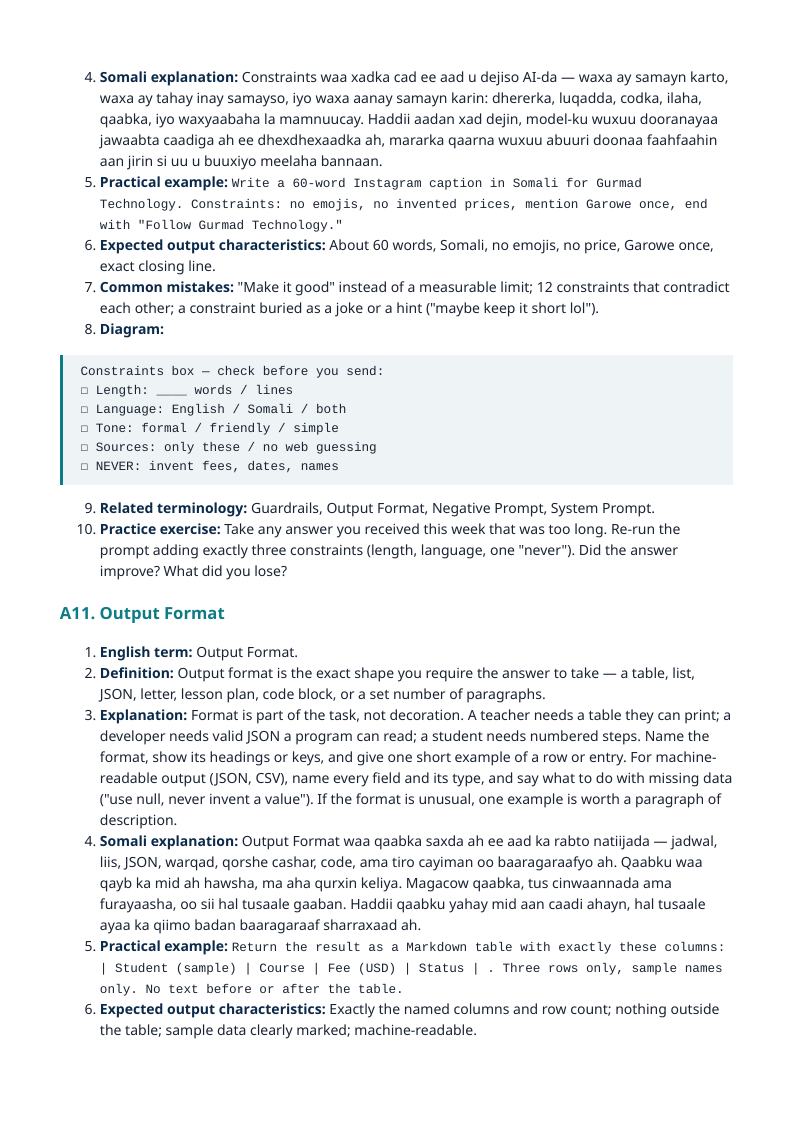 4. Somali explanation: Constraints waa xadka cad ee aad u dejiso AI-da — waxa ay samayn karto,
waxa ay tahay inay samayso, iyo waxa aanay samayn karin: dhererka, luqadda, codka, ilaha,
qaabka, iyo waxyaabaha la mamnuucay. Haddii aadan xad dejin, model-ku wuxuu dooranayaa
jawaabta caadiga ah ee dhexdhexaadka ah, mararka qaarna wuxuu abuuri doonaa faahfaahin
aan jirin si uu u buuxiyo meelaha bannaan.
5. Practical example: Write a 60-word Instagram caption in Somali for Gurmad
Technology. Constraints: no emojis, no invented prices, mention Garowe once, end
with "Follow Gurmad Technology."
6. Expected output characteristics: About 60 words, Somali, no emojis, no price, Garowe once,
exact closing line.
7. Common mistakes: "Make it good" instead of a measurable limit; 12 constraints that contradict
each other; a constraint buried as a joke or a hint ("maybe keep it short lol").
8. Diagram:
Constraints box — check before you send:
☐ Length: ____ words / lines
☐ Language: English / Somali / both
☐ Tone: formal / friendly / simple
☐ Sources: only these / no web guessing
☐ NEVER: invent fees, dates, names
9. Related terminology: Guardrails, Output Format, Negative Prompt, System Prompt.
10. Practice exercise: Take any answer you received this week that was too long. Re-run the
prompt adding exactly three constraints (length, language, one "never"). Did the answer
improve? What did you lose?
A11. Output Format
1. English term: Output Format.
2. Definition: Output format is the exact shape you require the answer to take — a table, list,
JSON, letter, lesson plan, code block, or a set number of paragraphs.
3. Explanation: Format is part of the task, not decoration. A teacher needs a table they can print; a
developer needs valid JSON a program can read; a student needs numbered steps. Name the
format, show its headings or keys, and give one short example of a row or entry. For machine-
readable output (JSON, CSV), name every field and its type, and say what to do with missing data
("use null, never invent a value"). If the format is unusual, one example is worth a paragraph of
description.
4. Somali explanation: Output Format waa qaabka saxda ah ee aad ka rabto natiijada — jadwal,
liis, JSON, warqad, qorshe cashar, code, ama tiro cayiman oo baaragaraafyo ah. Qaabku waa
qayb ka mid ah hawsha, ma aha qurxin keliya. Magacow qaabka, tus cinwaannada ama
furayaasha, oo sii hal tusaale gaaban. Haddii qaabku yahay mid aan caadi ahayn, hal tusaale
ayaa ka qiimo badan baaragaraaf sharraxaad ah.
5. Practical example: Return the result as a Markdown table with exactly these columns:
| Student (sample) | Course | Fee (USD) | Status | . Three rows only, sample names
only. No text before or after the table.
6. Expected output characteristics: Exactly the named columns and row count; nothing outside
the table; sample data clearly marked; machine-readable.